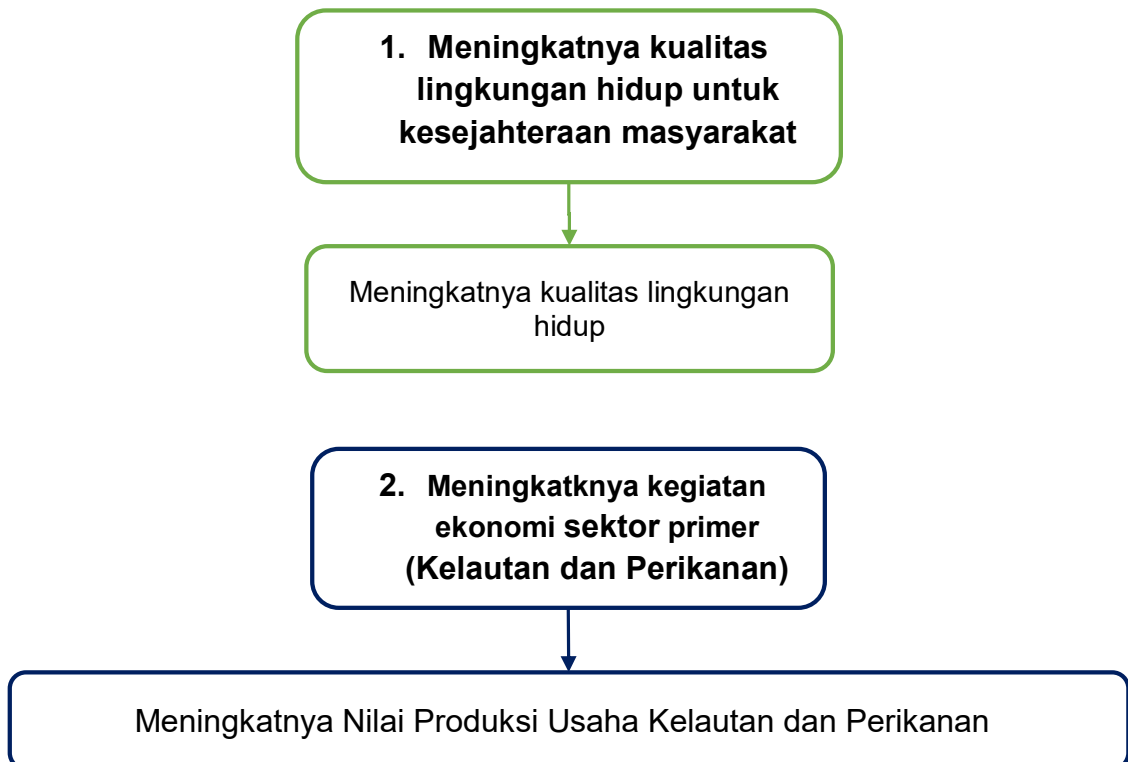 1. Meningkatnya kualitas
lingkungan hidup untuk
kesejahteraan masyarakat
Meningkatnya kualitas lingkungan
hidup
2. Meningkatknya kegiatan
ekonomi sektor primer
(Kelautan dan Perikanan)
Meningkatnya Nilai Produksi Usaha Kelautan dan Perikanan